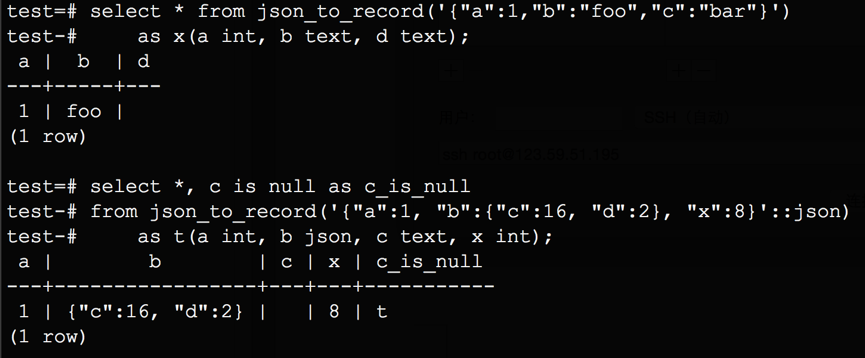 test=# select * from json_to_record('{"a":1,"b":"foo","c":"bar"}')
test-#     as x(a int, b text, d text);
 a |  b  | d
---+-----+---
 1 | foo |
(1 row)

test=# select *, c is null as c_is_null
test-# from json_to_record('{"a":1, "b":{"c":16, "d":2}, "x":8}'::json)
test-#     as t(a int, b json, c text, x int);
 a |        b        | c | x | c_is_null
---+-----------------+---+---+-----------
 1 | {"c":16, "d":2} |   | 8 | t
(1 row)